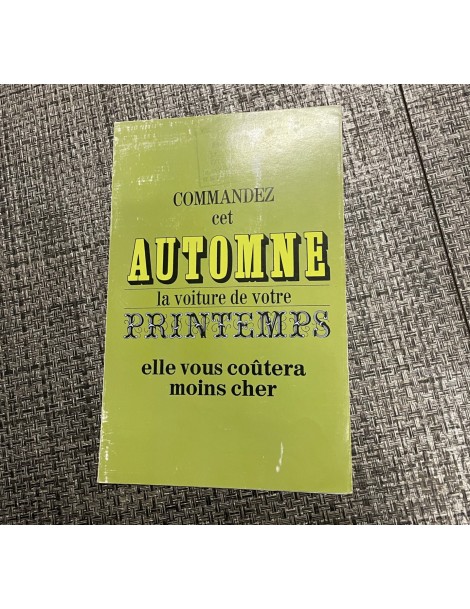 COMMANDEZ
cet
AUTOMNE
la voiture de votre
PRINTEMPS
elle vous coûtera
moins cher